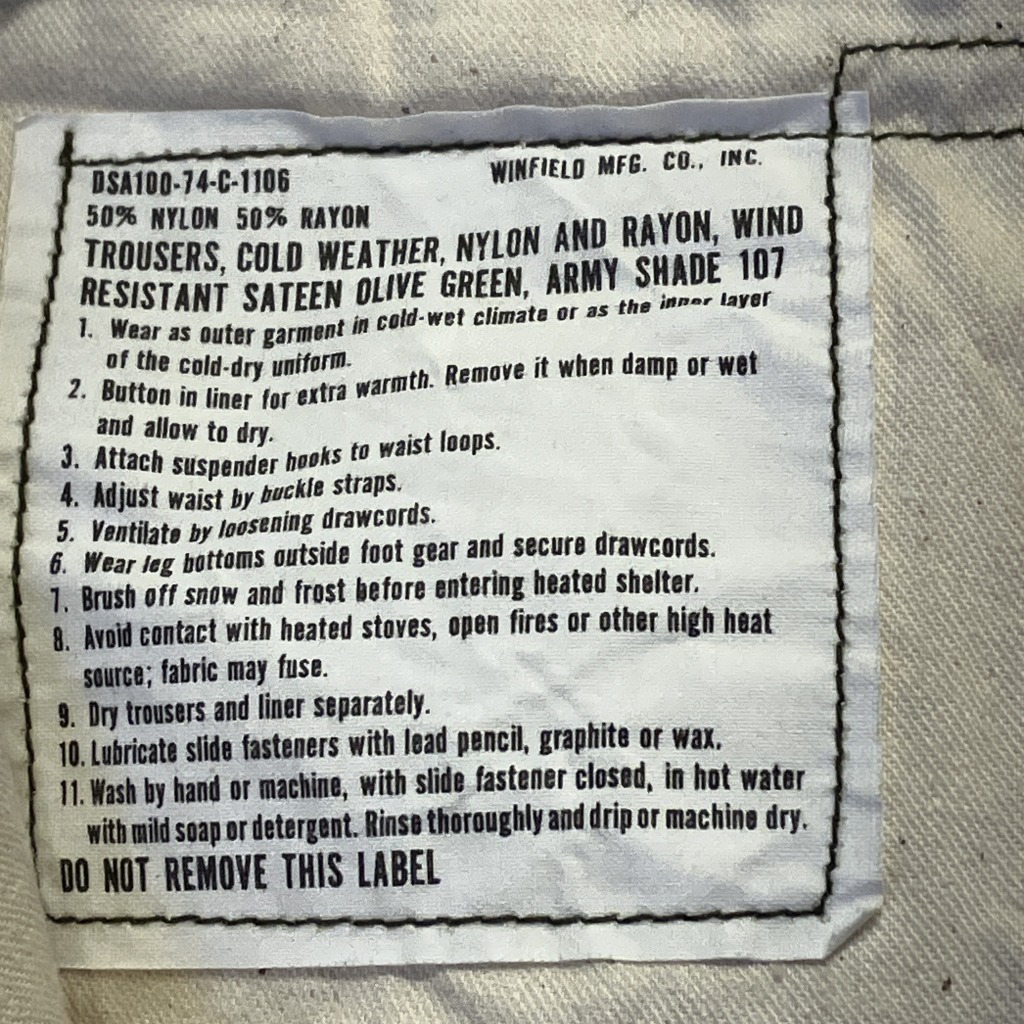 DSA100-74-C-1106 WINFIELD MFG. CO., INC.
50% NYLON 50% RAYON
TROUSERS, COLD WEATHER, NYLON AND RAYON, WIND
RESISTANT SATEEN OLIVE GREEN, ARMY SHADE 107
1. Wear as outer garment in cold-wet climate or as the inner layer
of the cold-dry uniform.
2. Button in liner for extra warmth. Remove it when damp or wet
and allow to dry.
3. Attach suspender hooks to waist loops.
4. Adjust waist by buckle straps.
5. Ventilate by loosening drawcords.
6. Wear leg bottoms outside foot gear and secure drawcords.
7. Brush off snow and frost before entering heated shelter.
8. Avoid contact with heated stoves, open fires or other high heat
source; fabric may fuse.
9. Dry trousers and liner separately.
10. Lubricate slide fasteners with lead pencil, graphite or wax.
11. Wash by hand or machine, with slide fastener closed, in hot water
with mild soap or detergent. Rinse thoroughly and drip or machine dry.
DO NOT REMOVE THIS LABEL